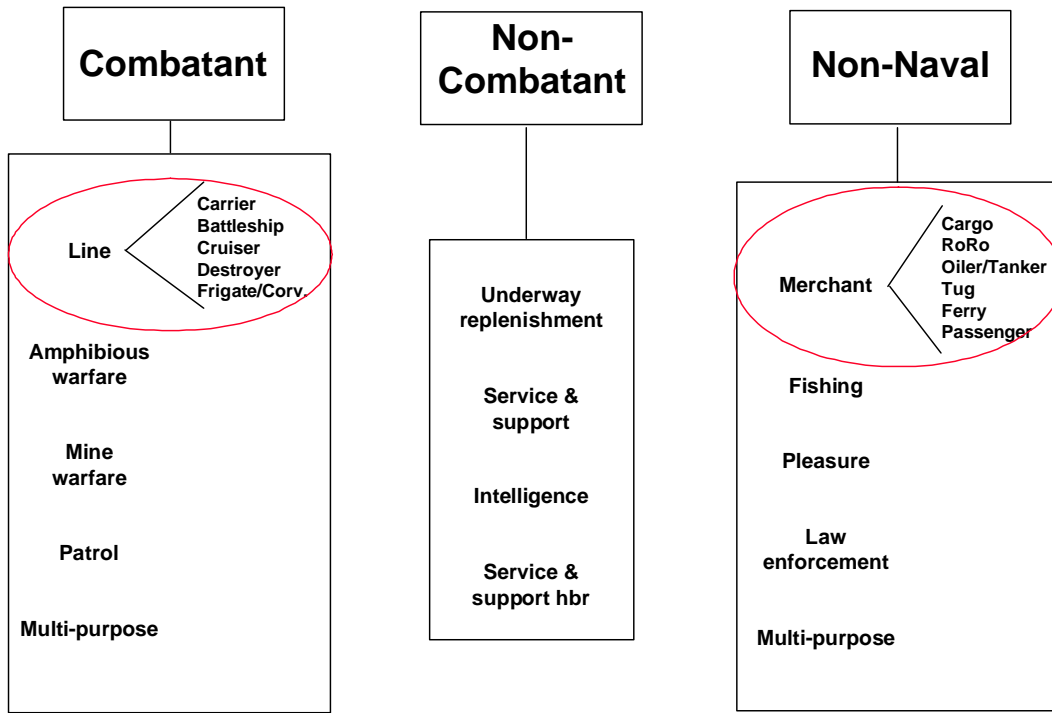 Combatant
Line
Carrier
Battleship
Cruiser
Destroyer
Frigate/Corv.
Amphibious
warfare
Mine
warfare
Patrol
Multi-purpose
Non-
Combatant
Underway
replenishment
Service &
support
Intelligence
Service &
support hbr
Non-Naval
Merchant
Cargo
RoRo
Oiler/Tanker
Tug
Ferry
Passenger
Fishing
Pleasure
Law
enforcement
Multi-purpose